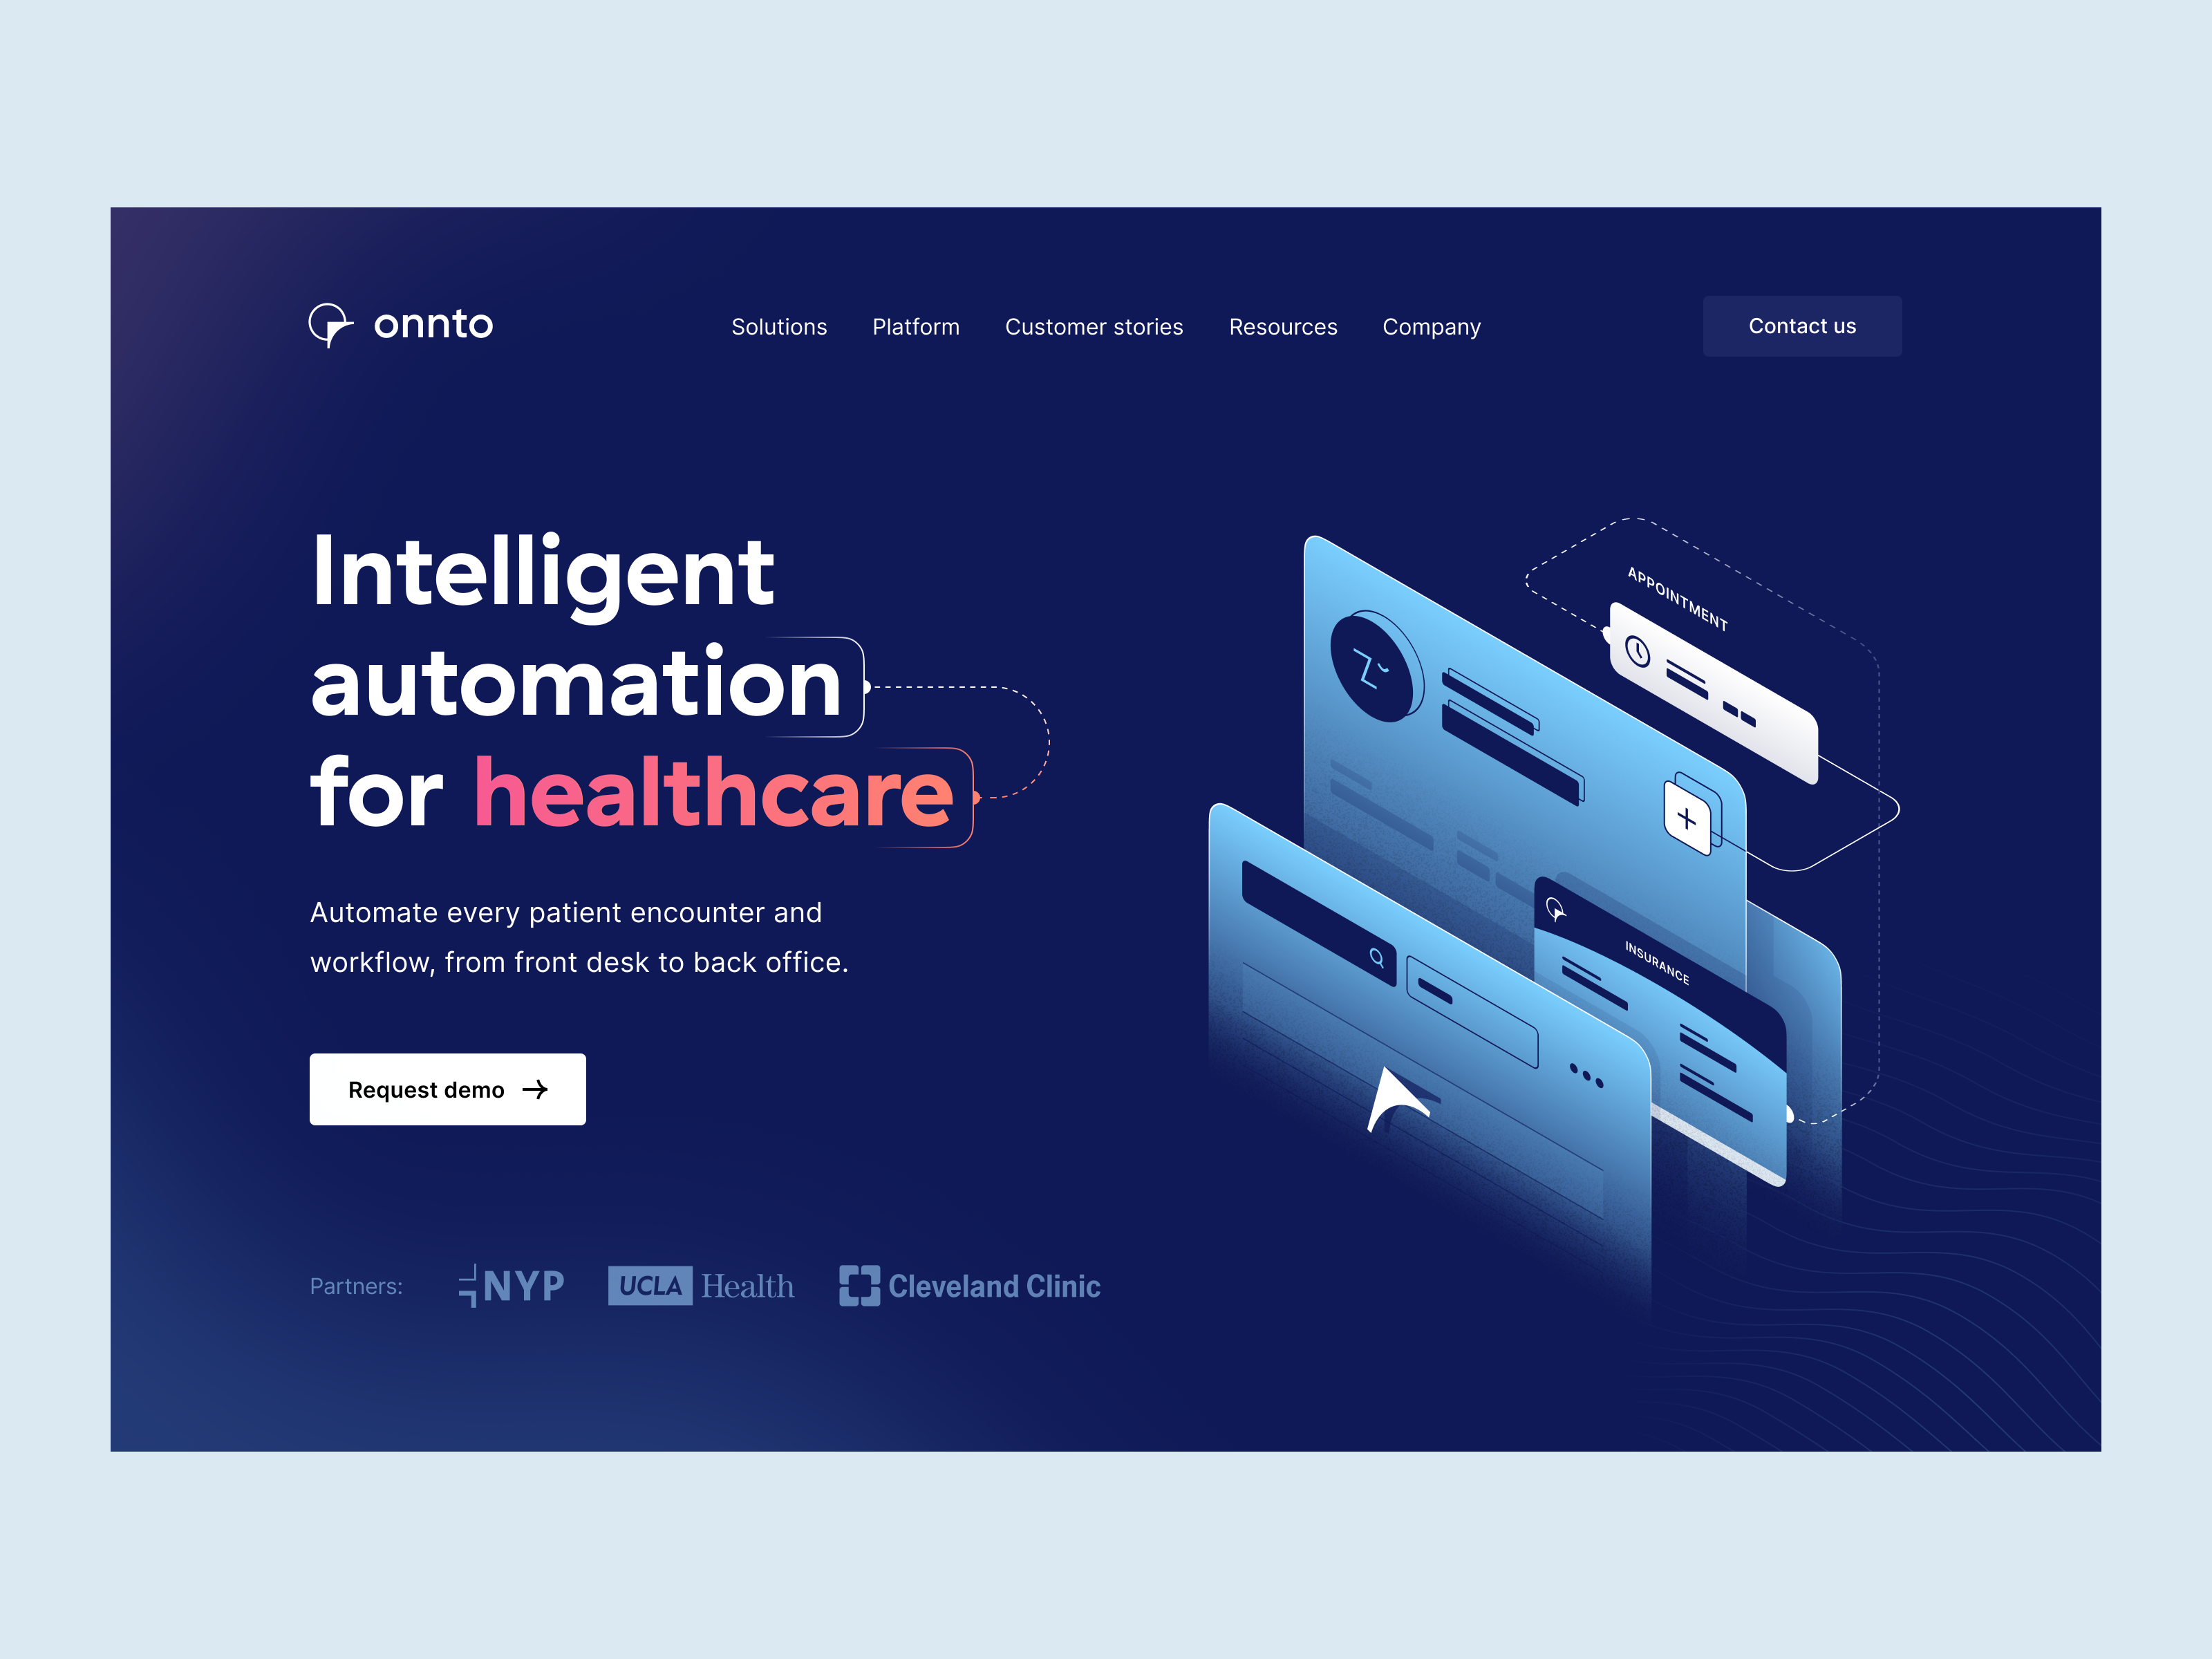 onnto
Solutions
Platform
Customer stories
Resources
Company
Contact us
Intelligent
automation
for healthcare
Automate every patient encounter and
workflow, from front desk to back office.
Request demo
APPOINTMENT
INSURANCE
Partners:
NYP
UCLA Health
Cleveland Clinic